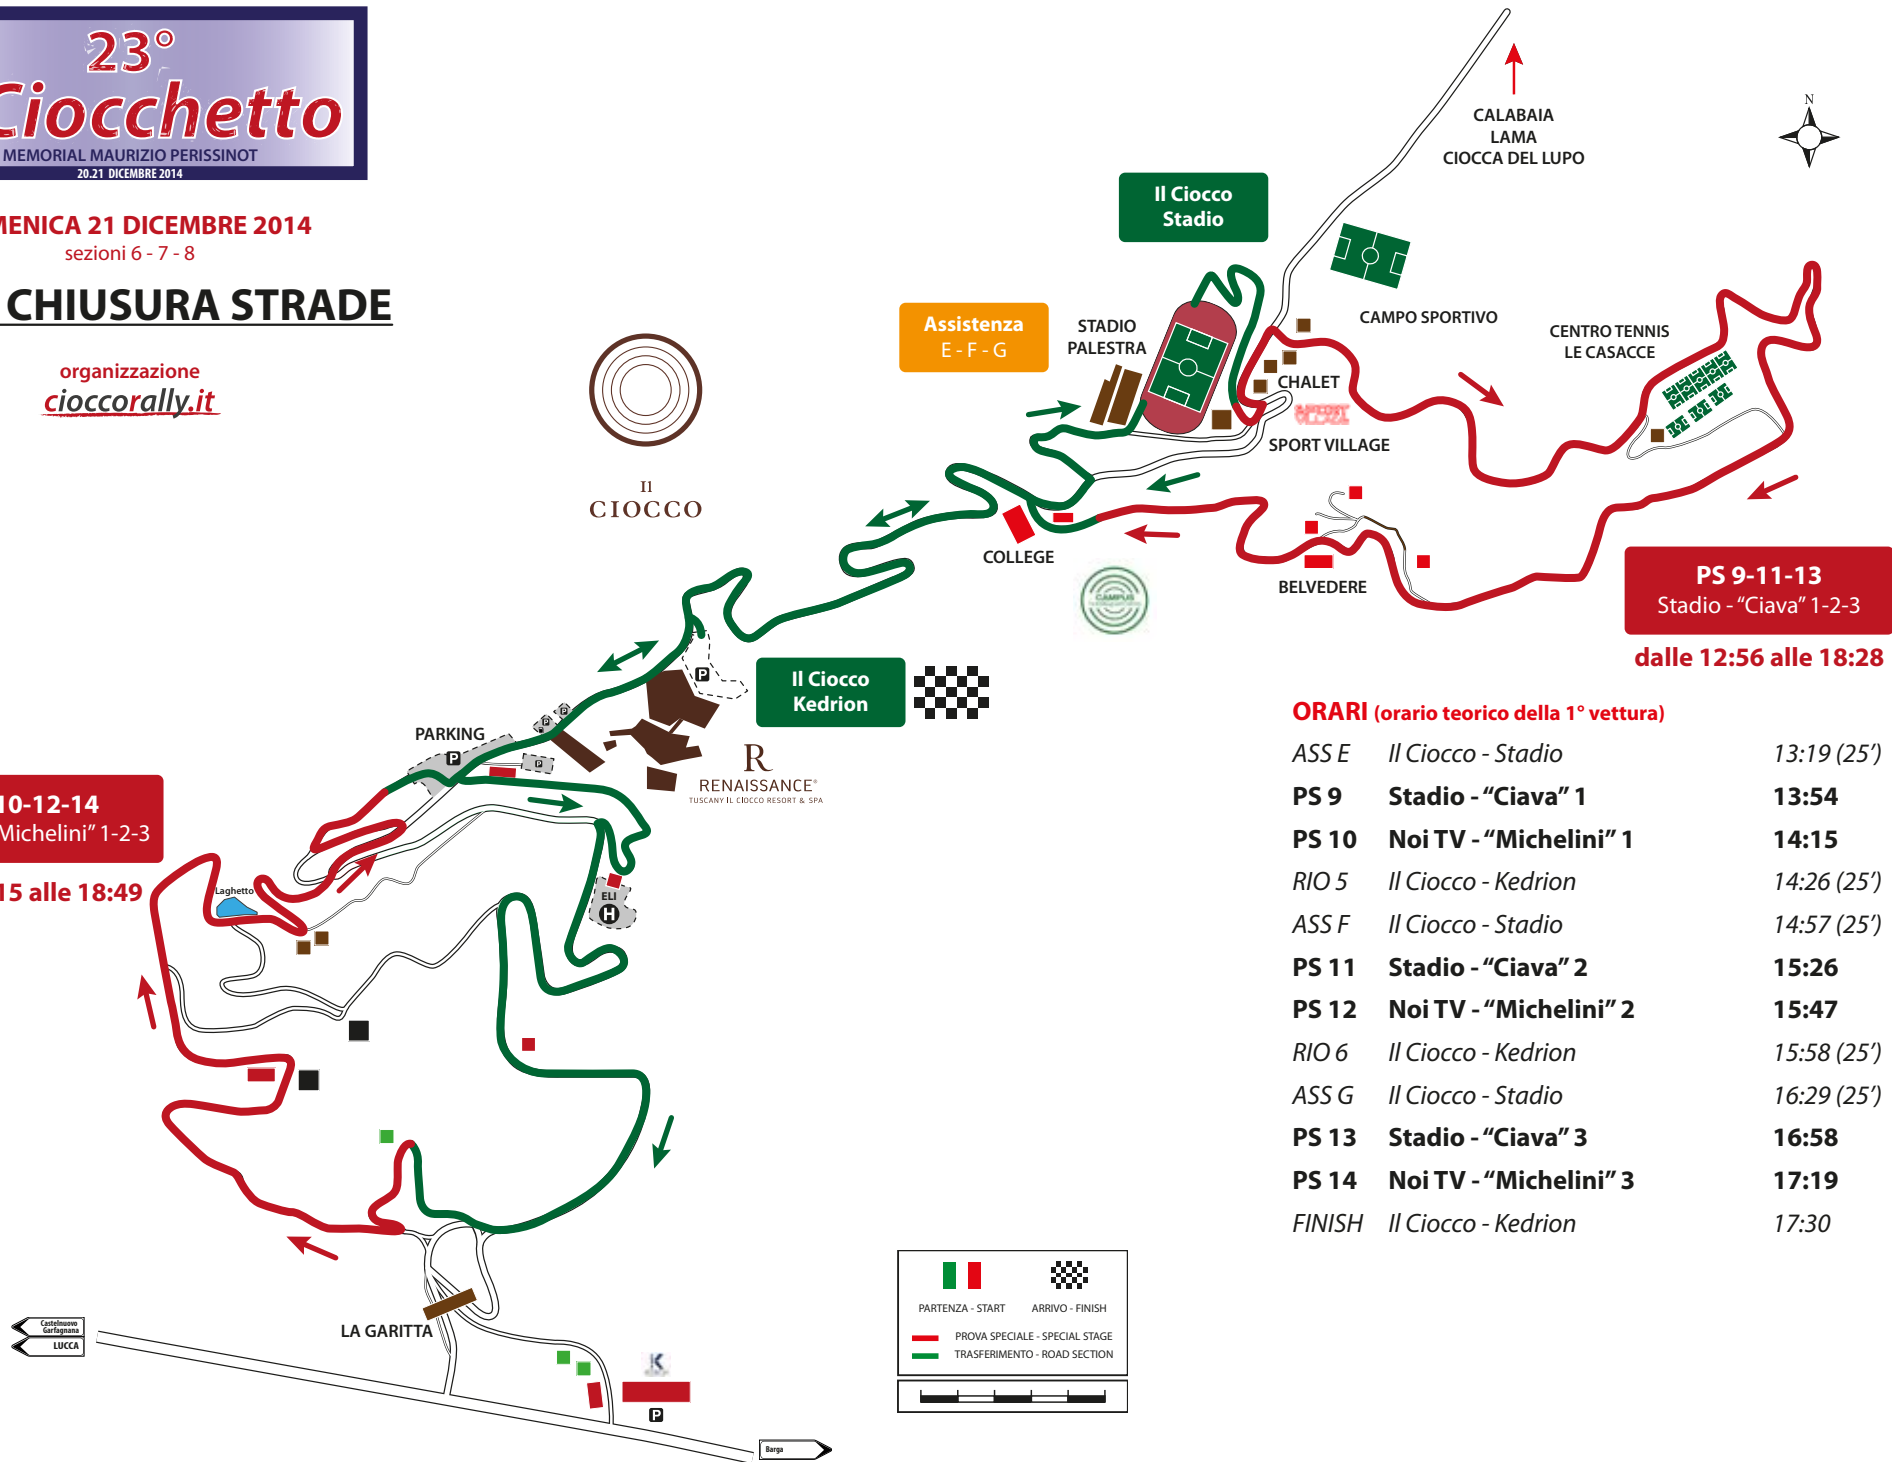 23°
Ciocchetto
MEMORIAL MAURIZIO PERISSINOT
20.21 DICEMBRE 2014
MENICA 21 DICEMBRE 2014
sezioni 6 - 7 - 8
CHIUSURA STRADE
organizzazione
cioccorally.it
Il
CIOCCO
N
CALABAIA
LAMA
CIOCCA DEL LUPO
Il Ciocco
Stadio
Assistenza
E - F - G
STADIO
PALESTRA
CAMPO SPORTIVO
CENTRO TENNIS
LE CASACCE
CHALET
SPORT VILLAGE
COLLEGE
CAMPUS
BELVEDERE
PS 9-11-13
Stadio - “Ciava” 1-2-3
dalle 12:56 alle 18:28
P
Il Ciocco
Kedrion
PARKING
P
P
P
P
R
RENAISSANCE®
TUSCANY IL CIOCCO RESORT & SPA
10-12-14
Michelini” 1-2-3
15 alle 18:49
Laghetto
ELI
H
ORARI (orario teorico della 1° vettura)
ASS E Il Ciocco - Stadio 13:19 (25’)
PS 9 Stadio - “Ciava” 1 13:54
PS 10 Noi TV - “Michelini” 1 14:15
RIO 5 Il Ciocco - Kedrion 14:26 (25’)
ASS F Il Ciocco - Stadio 14:57 (25’)
PS 11 Stadio - “Ciava” 2 15:26
PS 12 Noi TV - “Michelini” 2 15:47
RIO 6 Il Ciocco - Kedrion 15:58 (25’)
ASS G Il Ciocco - Stadio 16:29 (25’)
PS 13 Stadio - “Ciava” 3 16:58
PS 14 Noi TV - “Michelini” 3 17:19
FINISH Il Ciocco - Kedrion 17:30
PARTENZA - START ARRIVO - FINISH
PROVA SPECIALE - SPECIAL STAGE
TRASFERIMENTO - ROAD SECTION
LA GARITTA
Castelnuovo
Garfagnana
LUCCA
K
P
Barga